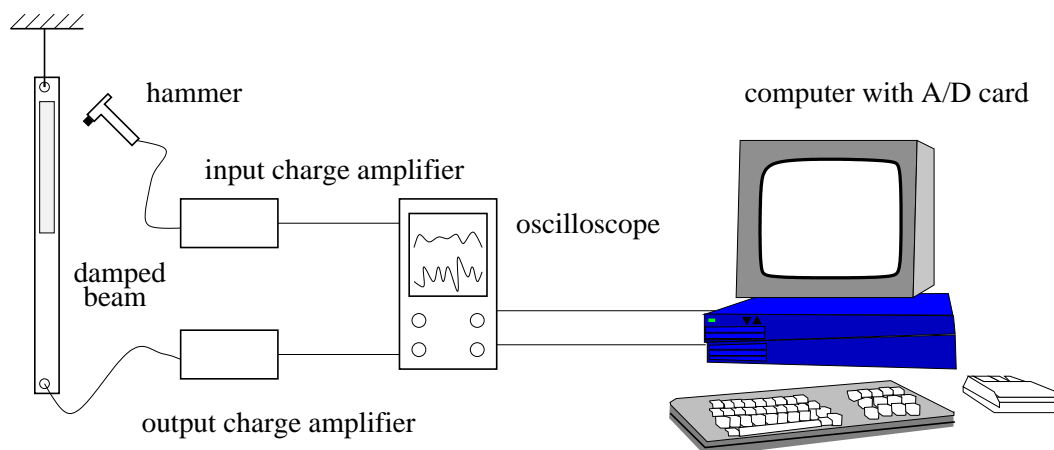 hammer
computer with A/D card
input charge amplifier
oscilloscope
damped
beam
output charge amplifier